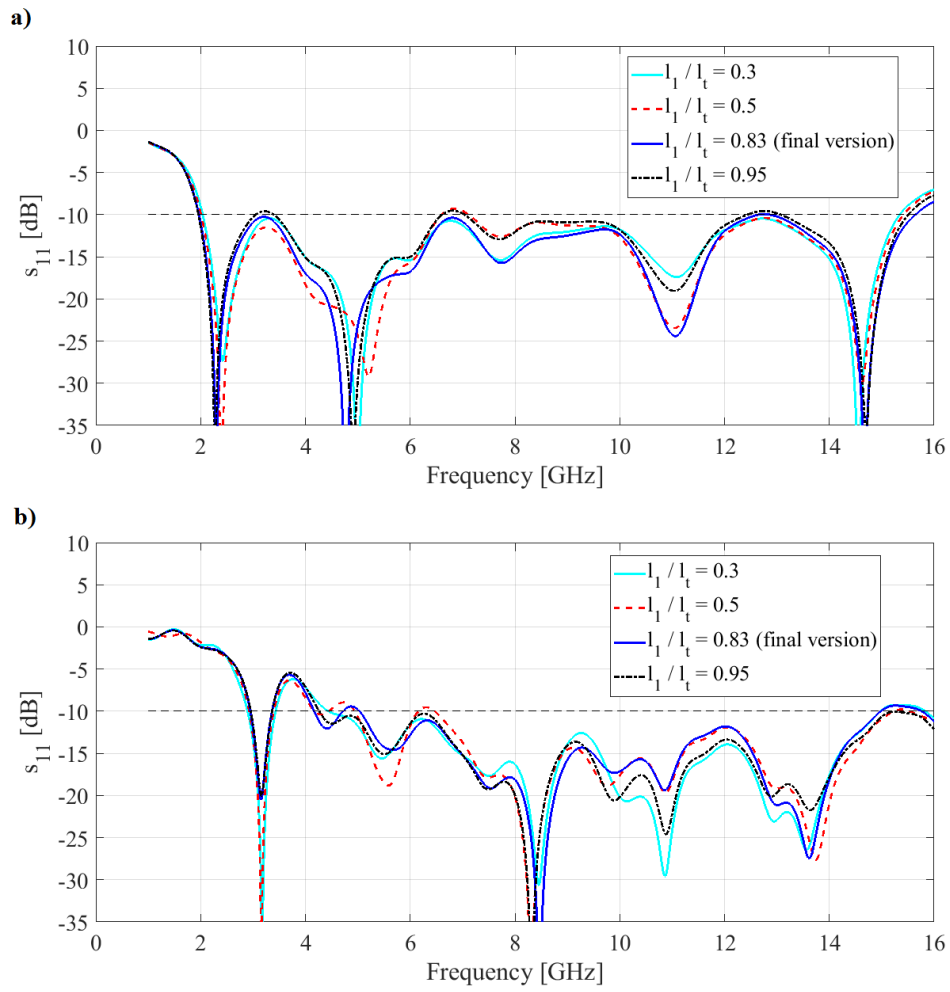 a)
10
5
0
-5
-10
-15
-20
-25
-30
-35
s11 [dB]
l1 / lt = 0.3
l1 / lt = 0.5
l1 / lt = 0.83 (final version)
l1 / lt = 0.95
0 2 4 6 8 10 12 14 16
Frequency [GHz]
b)
10
5
0
-5
-10
-15
-20
-25
-30
-35
s11 [dB]
l1 / lt = 0.3
l1 / lt = 0.5
l1 / lt = 0.83 (final version)
l1 / lt = 0.95
0 2 4 6 8 10 12 14 16
Frequency [GHz]